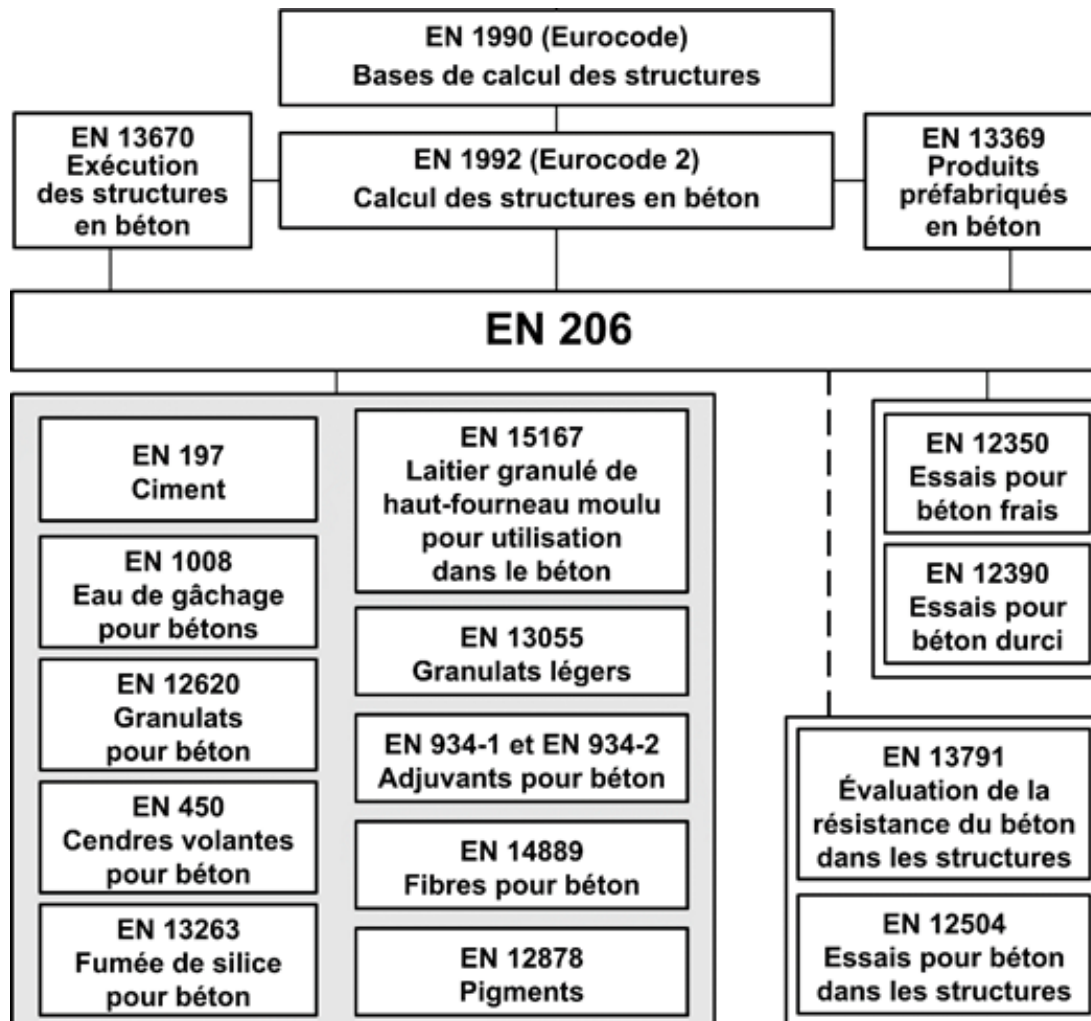 EN 1990 (Eurocode)
Bases de calcul des structures
EN 13670
Exécution
des structures
en béton
EN 1992 (Eurocode 2)
Calcul des structures en béton
EN 13369
Produits
préfabriqués
en béton
EN 206
EN 197
Ciment
EN 1008
Eau de gâchage
pour bétons
EN 12620
Granulats
pour béton
EN 450
Cendres volantes
pour béton
EN 13263
Fumée de silice
pour béton
EN 15167
Laitier granulé de
haut-fourneau moulu
pour utilisation
dans le béton
EN 13055
Granulats légers
EN 934-1 et EN 934-2
Adjuvants pour béton
EN 14889
Fibres pour béton
EN 12878
Pigments
EN 12350
Essais pour
béton frais
EN 12390
Essais pour
béton durci
EN 13791
Évaluation de la
résistance du béton
dans les structures
EN 12504
Essais pour béton
dans les structures